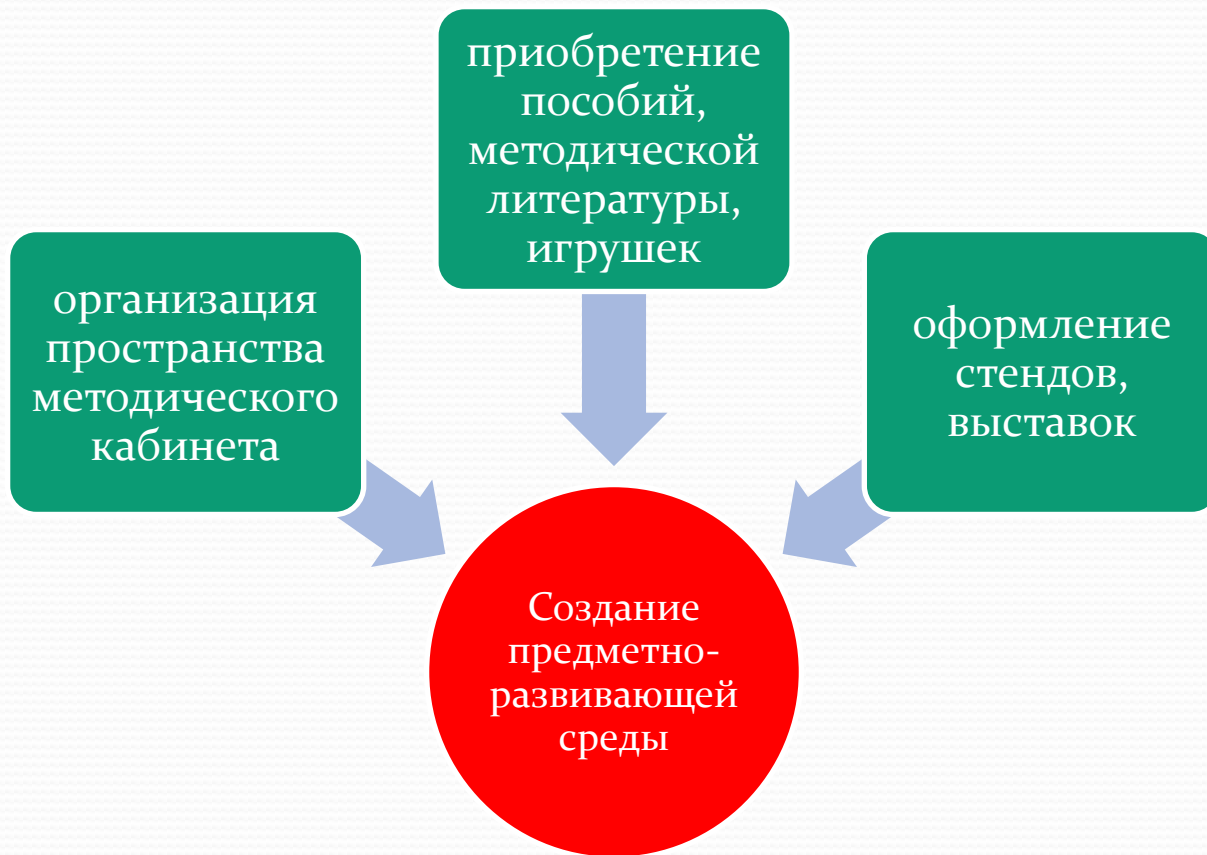 приобретение
пособий,
методической
литературы,
игрушек
организация
пространства
методического
кабинета
оформление
стендов,
выставок
Создание
предметно-
развивающей
среды